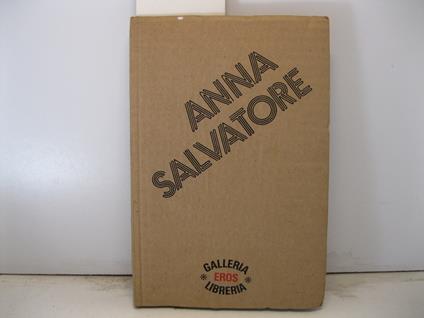 ANNA
SALVATORE
GALLERIA
* EROS *
LIBRERIA